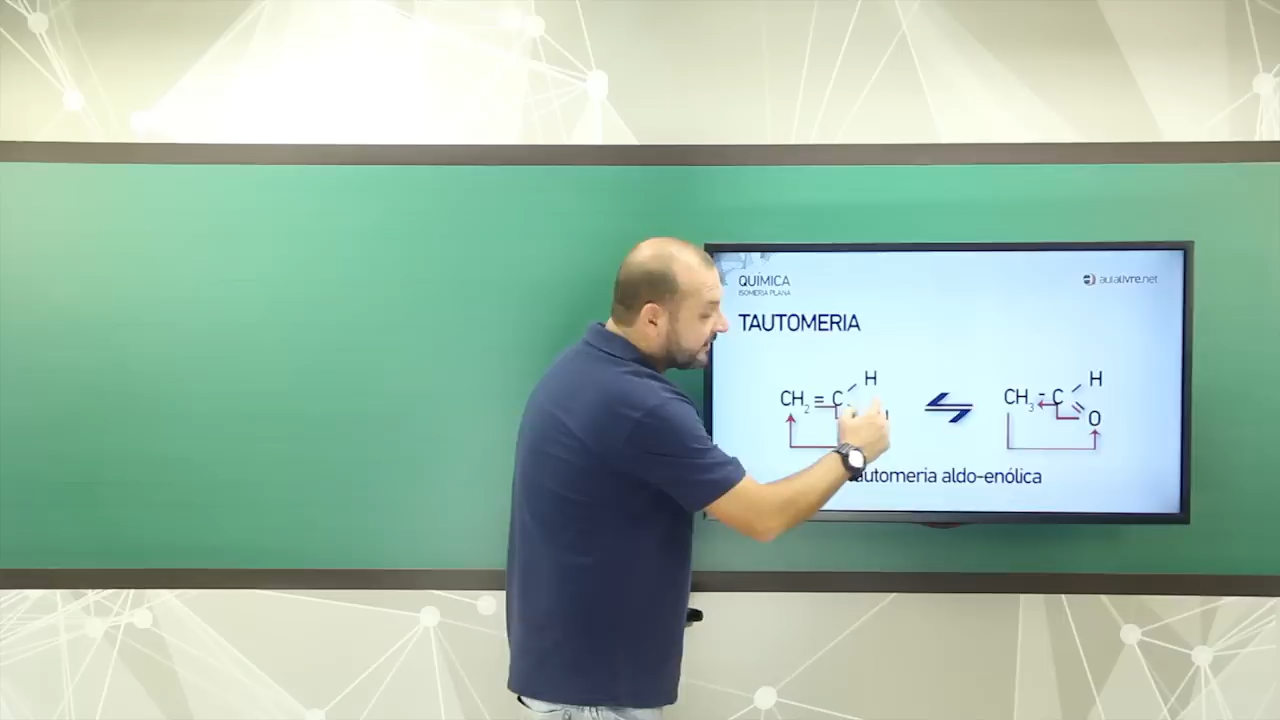 QUÍMICA
ISOMERIA PLANA
aulalivre.net
TAUTOMERIA
H
CH2 = C
H
CH3 - C
O
tautomeria aldo-enólica